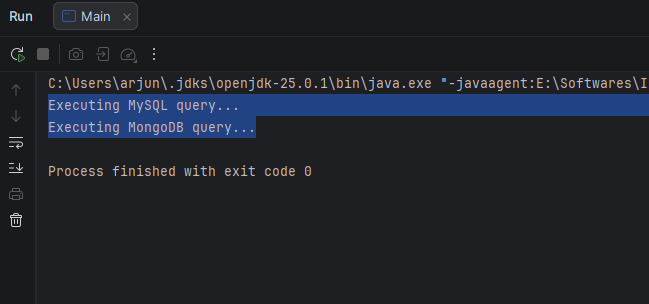 Run Main
C:\Users\arjun\.jdks\openjdk-25.0.1\bin\java.exe "-javaagent:E:\Softwares\I
Executing MySQL query...
Executing MongoDB query...
Process finished with exit code 0